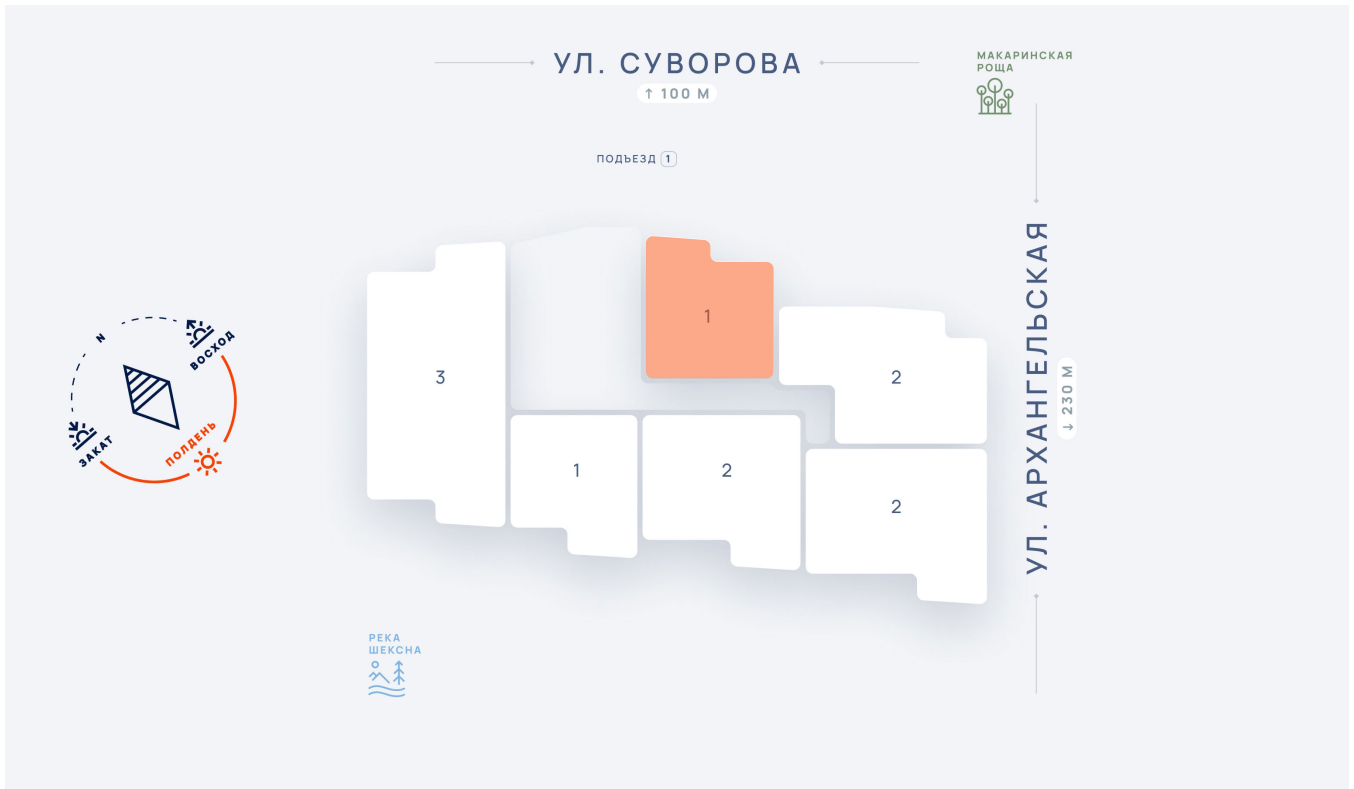 УЛ. СУВОРОВА
↑ 100 М
МАКАРИНСКАЯ
РОЩА
ПОДЪЕЗД 1
N
ВОСХОД
ПОЛДЕНЬ
ЗАКАТ
3
1
2
1
2
2
УЛ. АРХАНГЕЛЬСКАЯ
↓ 230 М
РЕКА
ШЕКСНА